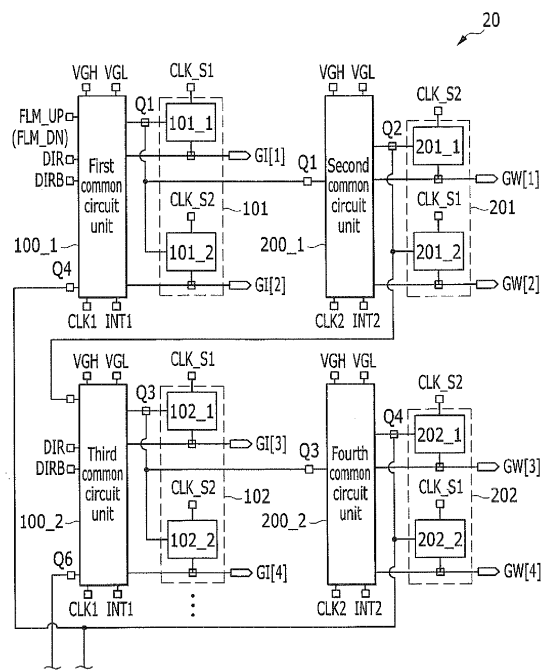 20
VGH VGL CLK_S1 VGH VGL CLK_S2
FLM_UP
(FLM_DN)
DIR
DIRB
Q1
101_1
GI[1]
First
common
circuit
unit
100_1
Q4
CLK_S2
101
101_2
GI[2]
CLK1 INT1
Q1
Second
common
circuit
unit
200_1
Q2
201_1
GW[1]
CLK_S1
201
201_2
GW[2]
CLK2 INT2
VGH VGL CLK_S1 VGH VGL CLK_S2
DIR
DIRB
Q3
102_1
GI[3]
Third
common
circuit
unit
100_2
Q6
CLK_S2
102
102_2
GI[4]
CLK1 INT1
Q3
Fourth
common
circuit
unit
200_2
Q4
202_1
GW[3]
CLK_S1
202
202_2
GW[4]
CLK2 INT2